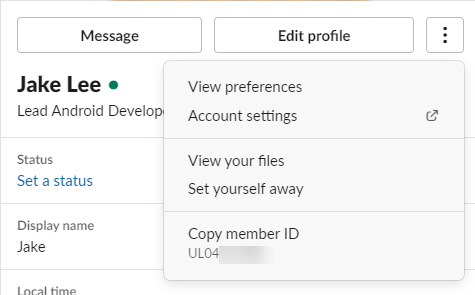 Message
Edit profile
Jake Lee
Lead Android Develope
Status
Set a status
Display name
Jake
Local time
View preferences
Account settings
View your files
Set yourself away
Copy member ID
UL04